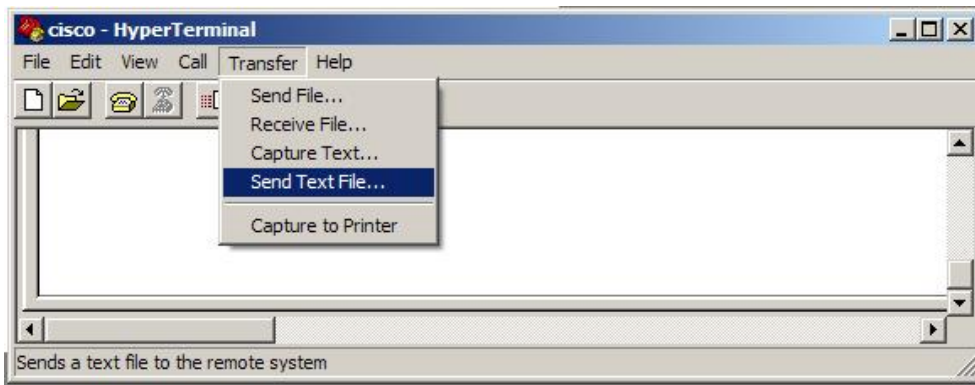 cisco - HyperTerminal
File Edit View Call Transfer Help
Send File...
Receive File...
Capture Text...
Send Text File...
Capture to Printer
Sends a text file to the remote system